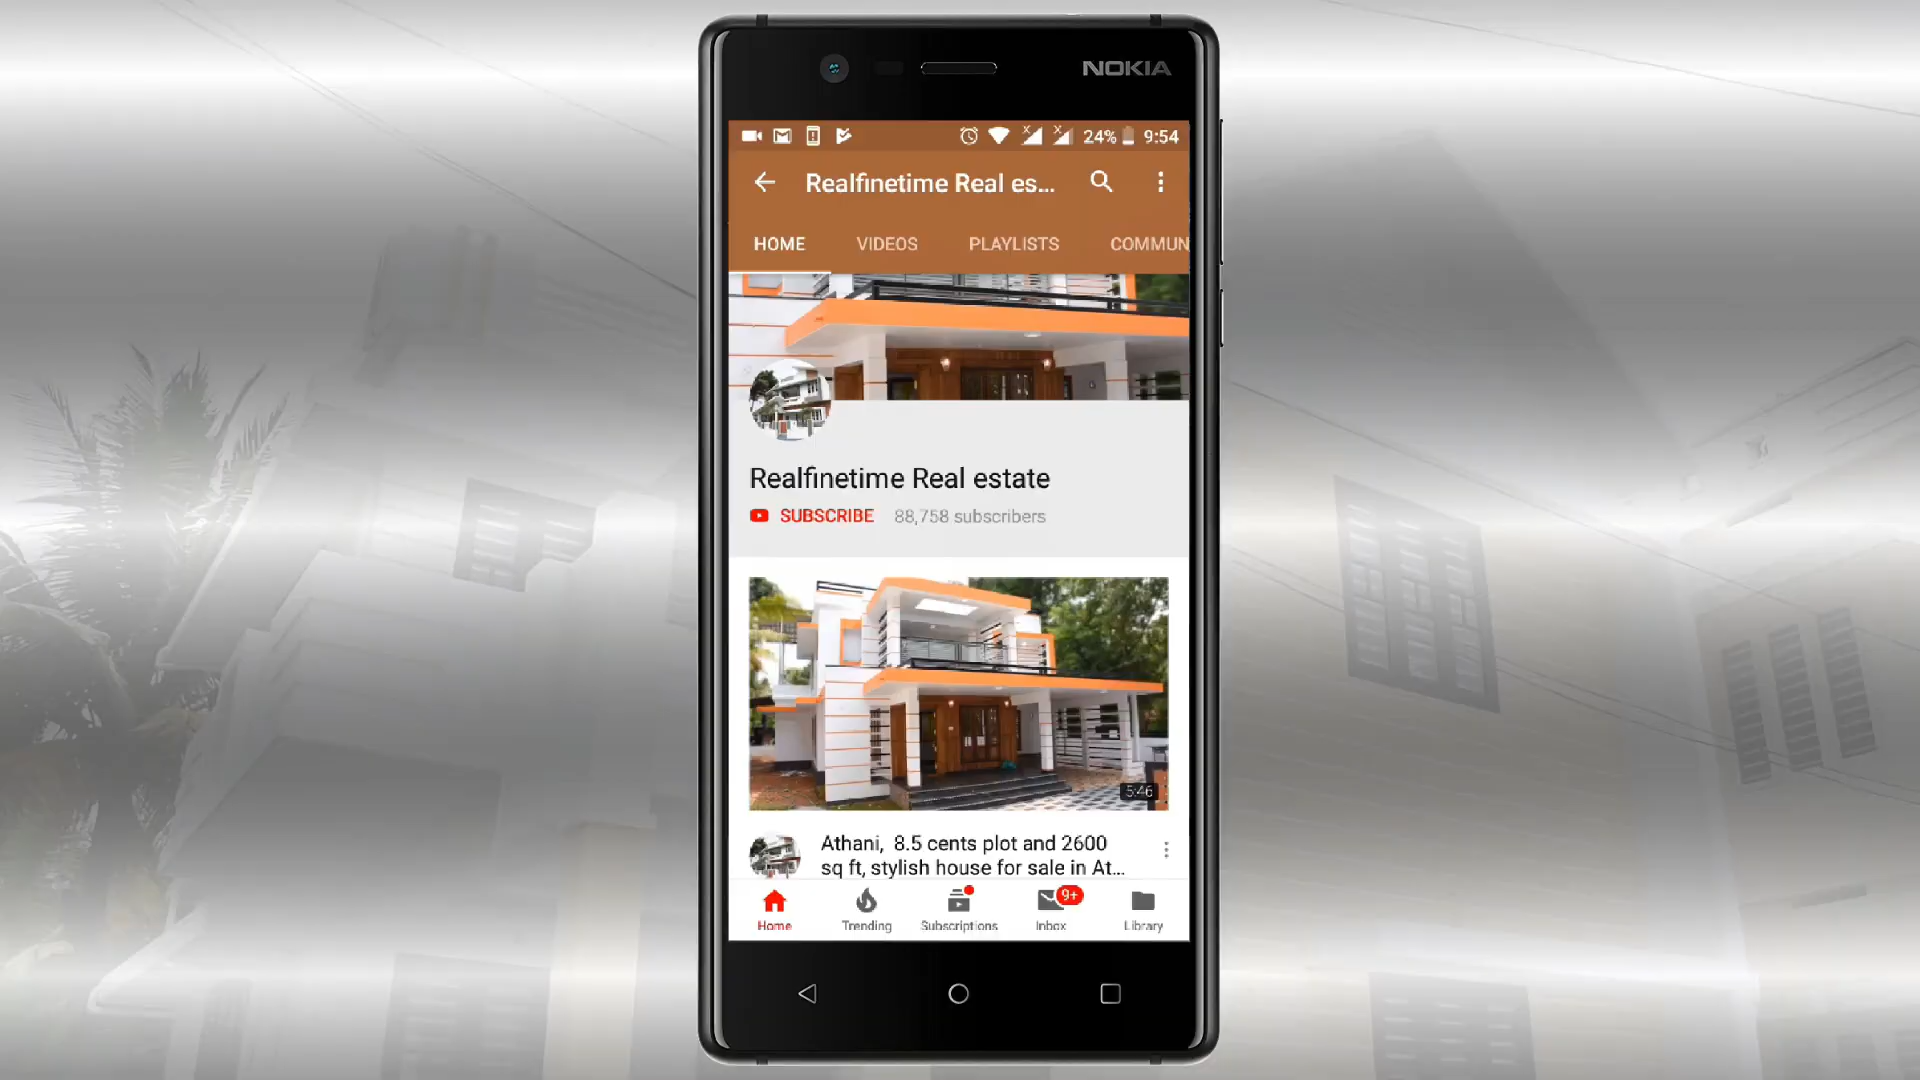 NOKIA
24% 9:54
Realfinetime Real es...
HOME VIDEOS PLAYLISTS COMMUN
Realfinetime Real estate
SUBSCRIBE 88,758 subscribers
5:46
Athani, 8.5 cents plot and 2600
sq ft, stylish house for sale in At...
9+
Home Trending Subscriptions Inbox Library